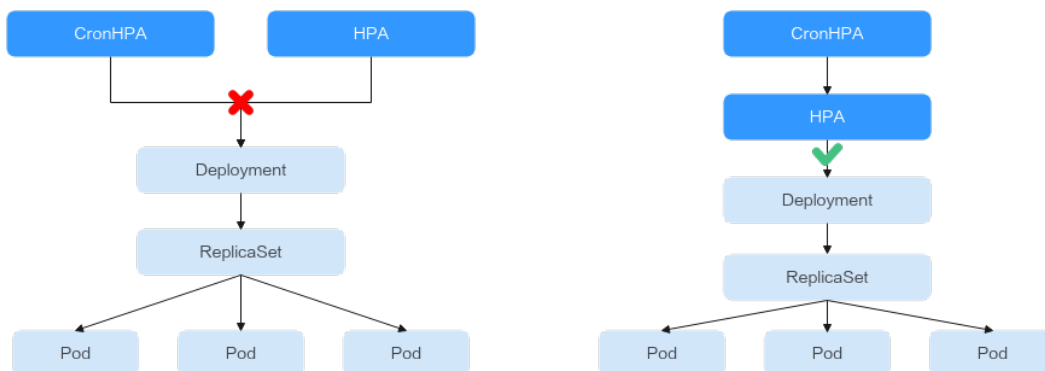 CronHPA
HPA
Deployment
ReplicaSet
Pod
Pod
Pod
CronHPA
HPA
Deployment
ReplicaSet
Pod
Pod
Pod